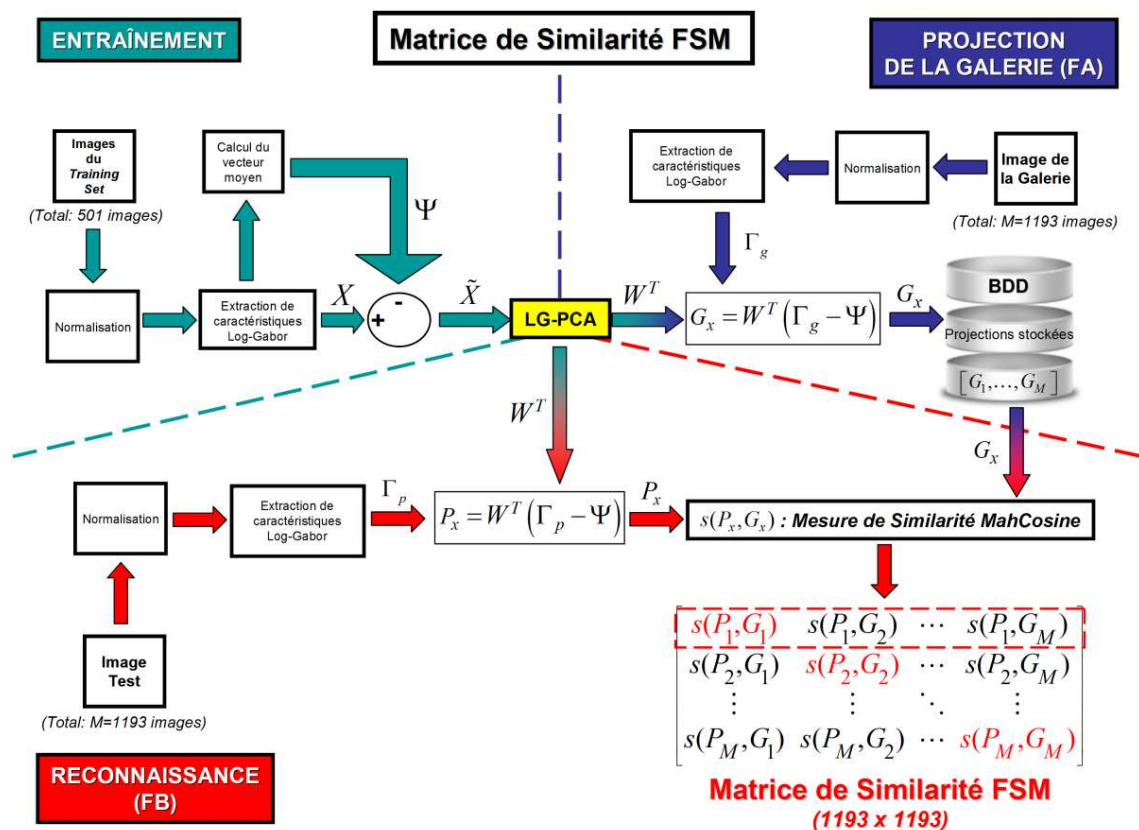 ENTRAÎNEMENT
Matrice de Similarité FSM
PROJECTION
DE LA GALERIE (FA)
Images
du
Training
Set
(Total: 501 images)
Calcul du
vecteur
moyen
Ψ
Normalisation
Extraction de
caractéristiques
Log-Gabor
X
-
+
X̃
LG-PCA
Extraction de
caractéristiques
Log-Gabor
Normalisation
Image de
la Galerie
(Total: M=1193 images)
Γ_g
W^T
G_x = W^T (Γ_g − Ψ)
G_x
BDD
Projections stockées
[G_1,…,G_M]
G_x
W^T
Normalisation
Extraction de
caractéristiques
Log-Gabor
Γ_p
P_x = W^T (Γ_p − Ψ)
P_x
s(P_x,G_x) : Mesure de Similarité MahCosine
Image
Test
(Total: M=1193 images)
RECONNAISSANCE
(FB)
s(P_1,G_1) s(P_1,G_2) ⋯ s(P_1,G_M)
s(P_2,G_1) s(P_2,G_2) ⋯ s(P_2,G_M)
⋮ ⋮ ⋱ ⋮
s(P_M,G_1) s(P_M,G_2) ⋯ s(P_M,G_M)
Matrice de Similarité FSM
(1193 x 1193)